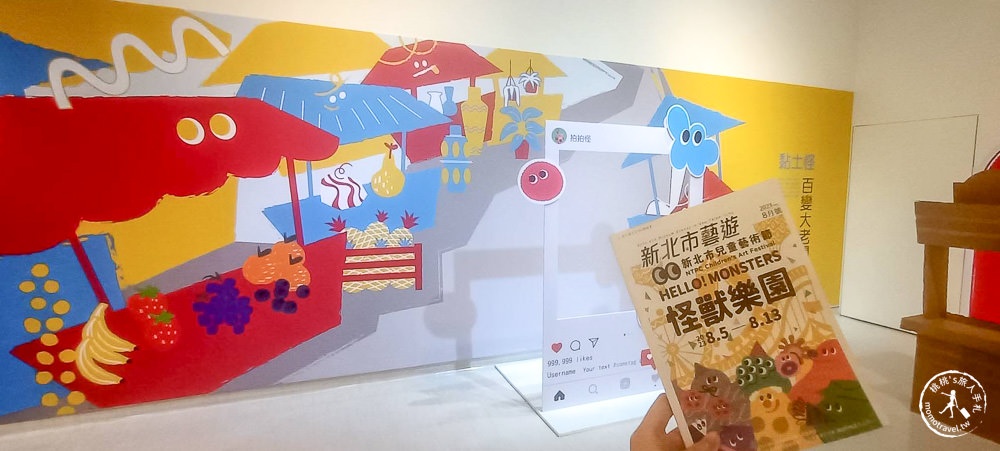 拍拍怪
黏土怪
百變大老
2023
8月號
新北市藝遊
新北市兒童藝術節
NTPC Children's Art Festival
HELLO! MONSTERS
怪獸樂園
8.5
8.13
999.999 likes
Username Your text
桃桃's旅人手札
momotravel.tw